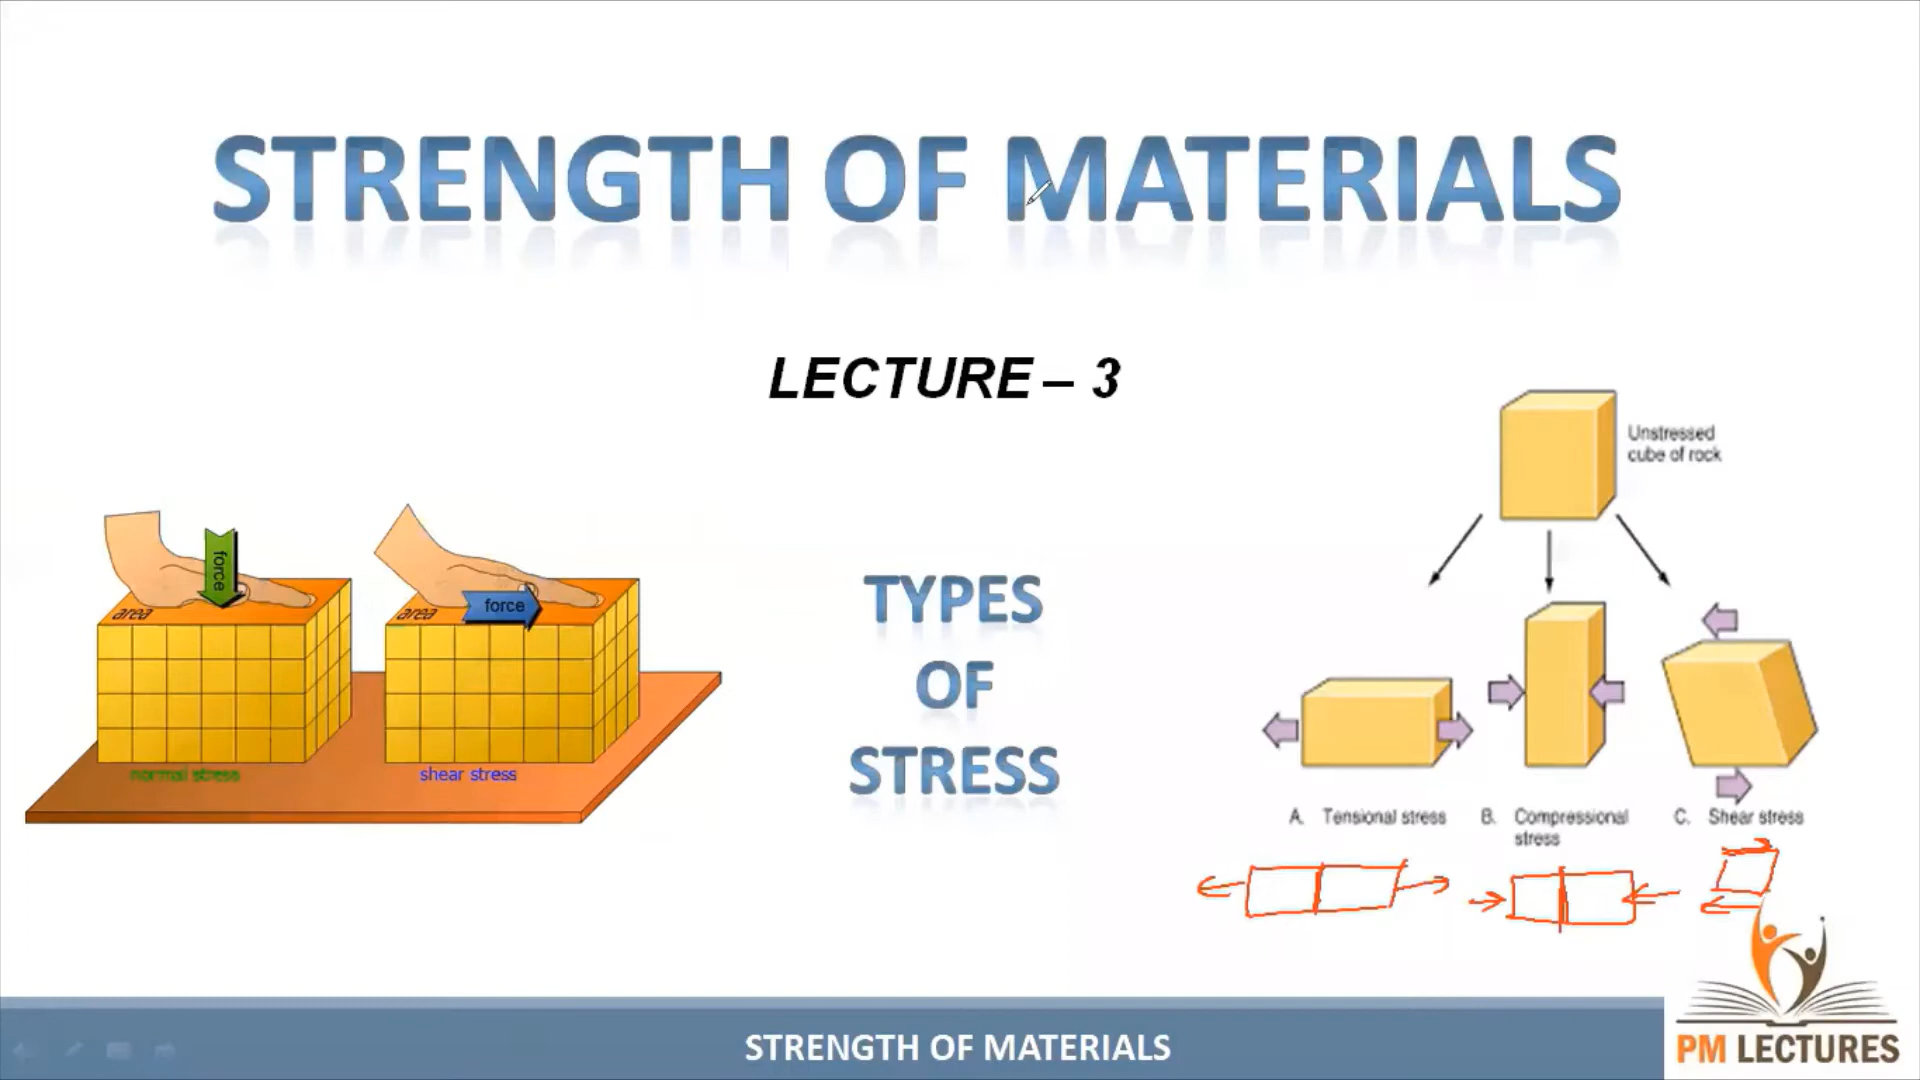 STRENGTH OF MATERIALS
LECTURE – 3
Unstressed
cube of rock
force
area
force
area
normal stress
shear stress
TYPES
OF
STRESS
A. Tensional stress
B. Compressional
stress
C. Shear stress
STRENGTH OF MATERIALS
PM LECTURES